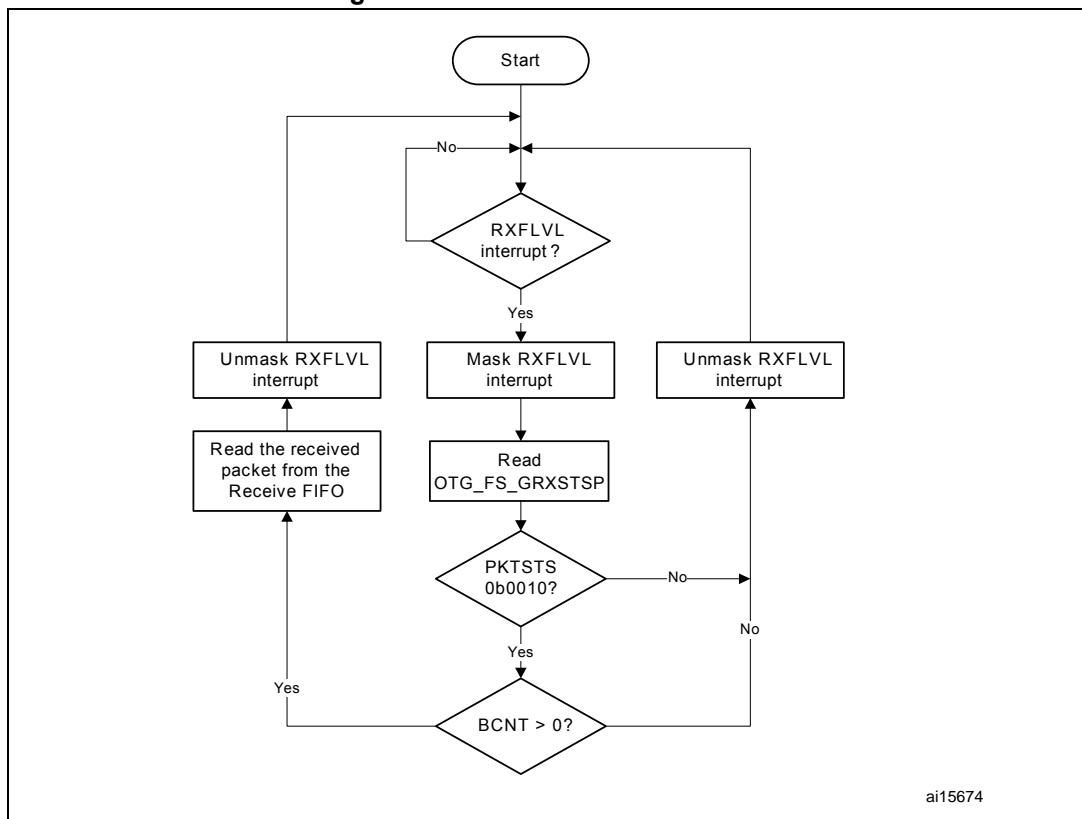 Start
No
RXFLVL
interrupt ?
Yes
Unmask RXFLVL
interrupt
Mask RXFLVL
interrupt
Unmask RXFLVL
interrupt
Read the received
packet from the
Receive FIFO
Read
OTG_FS_GRXSTSP
PKTSTS
0b0010?
No
No
Yes
Yes
BCNT > 0?
ai15674